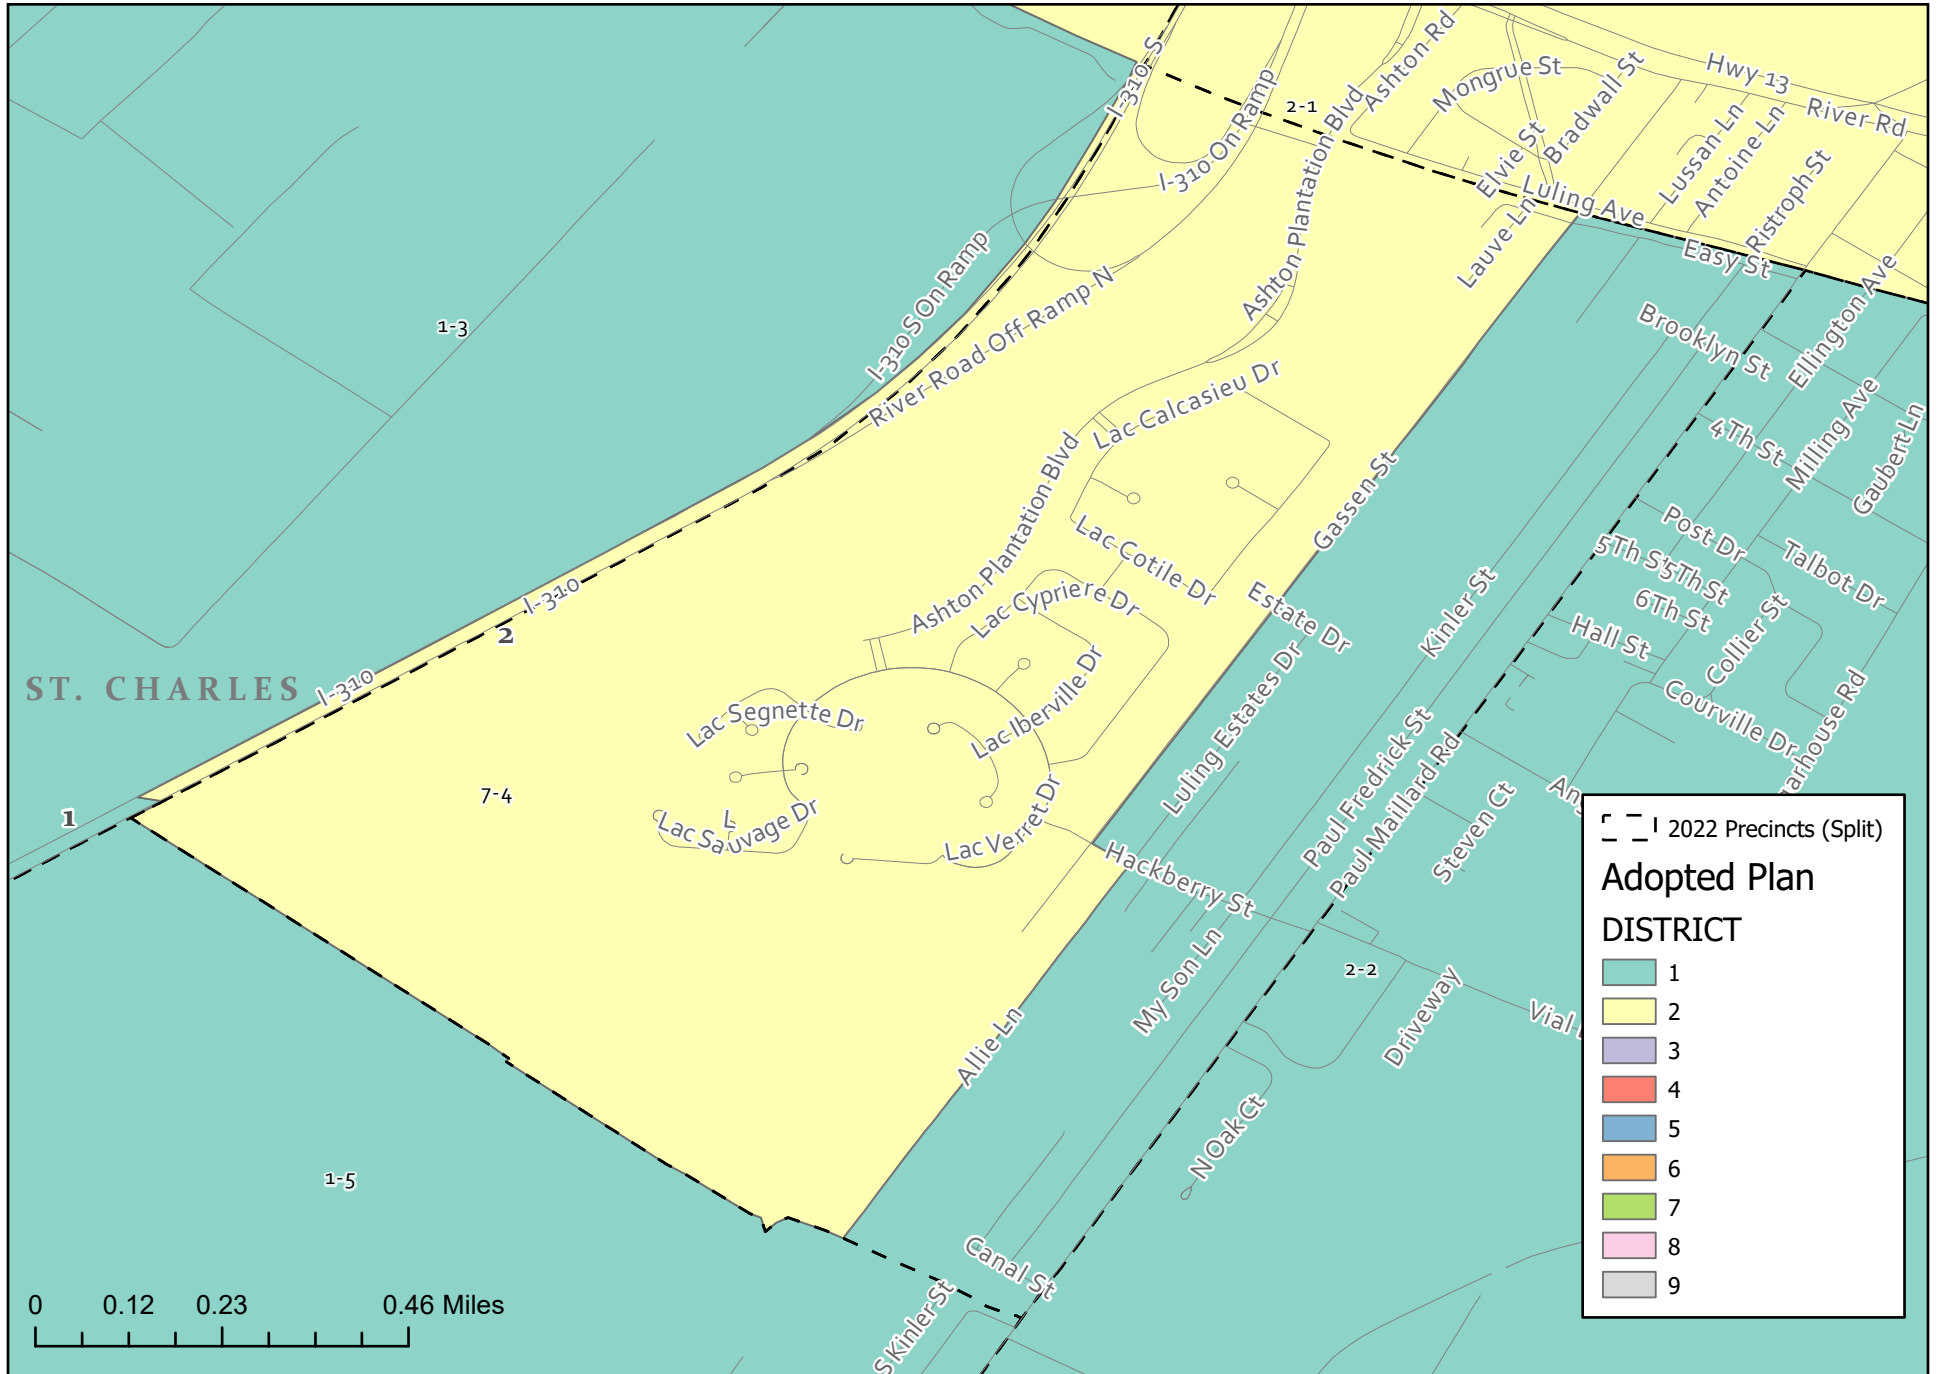 I-310 S
Ashton Rd
Mongrue St
Bradwall St
Hwy 13
River Rd
2-1
I-310 On Ramp
Ashton Plantation Blvd
Elvie St
Lussan Ln
Antoine Ln
Ristroph St
Luling Ave
Lauve Ln
Easy St
1-3
I-310 S On Ramp
River Road Off Ramp N
Brooklyn St
Ellington Ave
Lac Calcasieu Dr
4Th St
Milling Ave
Gaubert Ln
Gassen St
Ashton Plantation Blvd
Lac Cotile Dr
Post Dr
5Th St
5Th St
Talbot Dr
6Th St
Lac Cypriere Dr
Estate Dr
Kinler St
Hall St
Collier St
I-310
2
I-310
ST. CHARLES
Lac Segnette Dr
Lac Iberville Dr
Luling Estates Dr
Courville Dr
arhouse Rd
Paul Fredrick St
Paul Maillard Rd
7-4
1
L
Lac Sauvage Dr
Lac Verret Dr
Hackberry St
Steven Ct
An
My Son Ln
2-2
Driveway
Vial
Allie Ln
N Oak Ct
1-5
Canal St
S Kinler St
0 0.12 0.23 0.46 Miles
2022 Precincts (Split)
Adopted Plan
DISTRICT
1
2
3
4
5
6
7
8
9